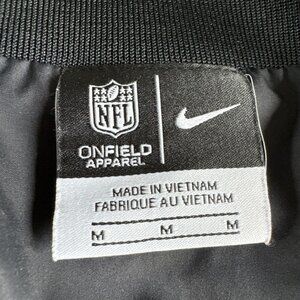 NFL
ONFIELD
APPAREL
MADE IN VIETNAM
FABRIQUE AU VIETNAM
M M M